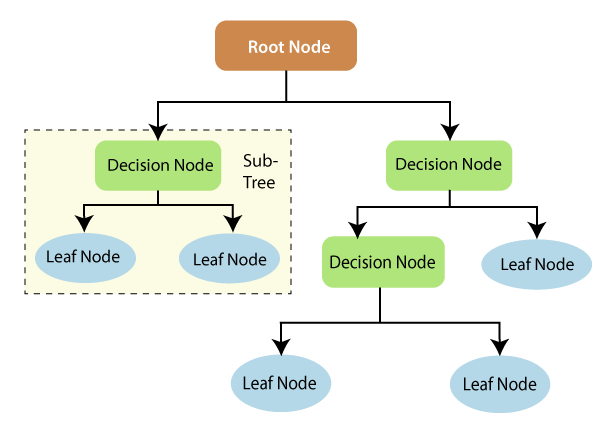 Root Node
Decision Node
Sub-
Tree
Decision Node
Leaf Node
Leaf Node
Decision Node
Leaf Node
Leaf Node
Leaf Node